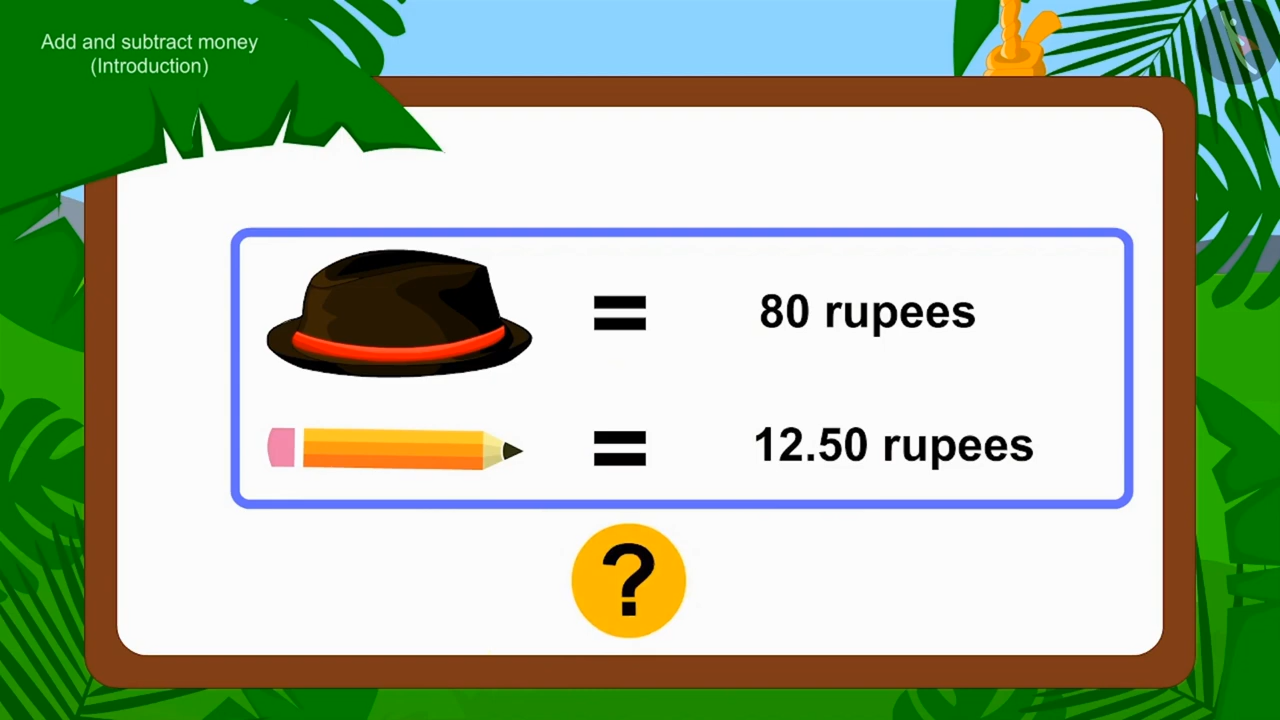 Add and subtract money
(Introduction)
= 80 rupees
= 12.50 rupees
?